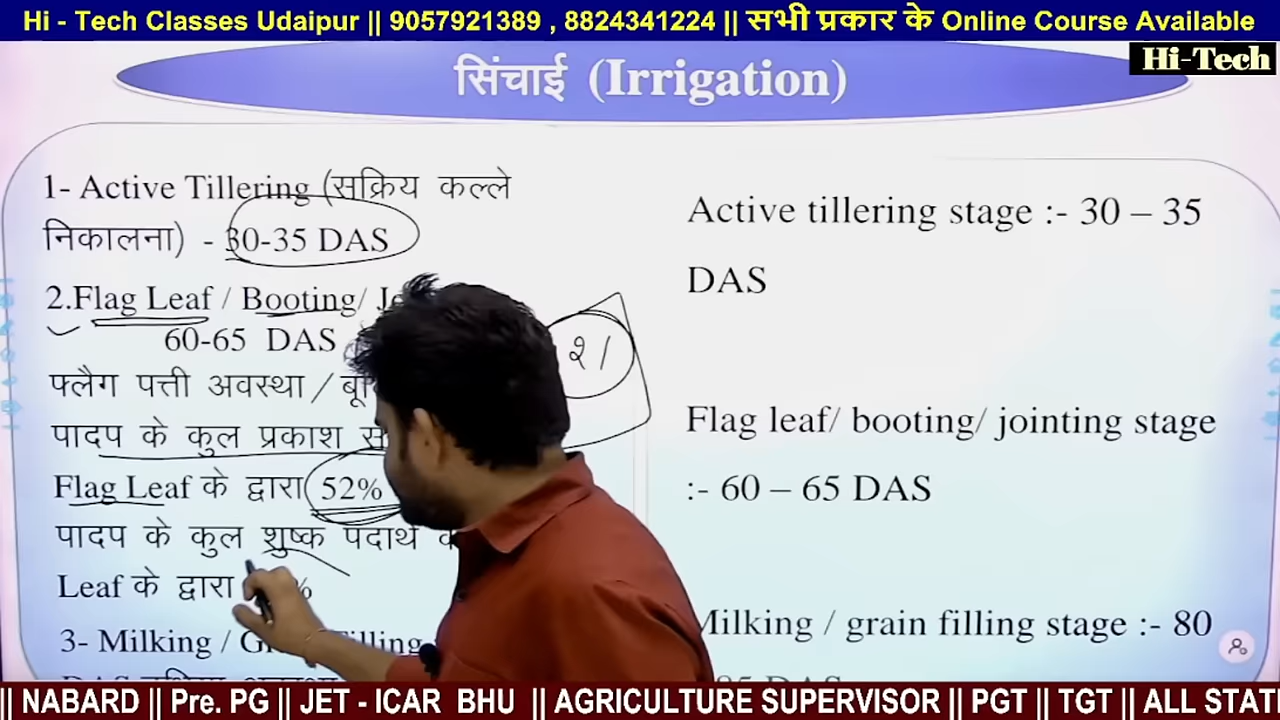 Hi - Tech Classes Udaipur || 9057921389 , 8824341224 || सभी प्रकार के Online Course Available
Hi-Tech
सिंचाई (Irrigation)
1- Active Tillering (सक्रिय कल्ले
निकालना) - 30-35 DAS
2.Flag Leaf / Booting/
60-65 DAS
फ्लैग पत्ती अवस्था /
पादप के कुल प्रकाश
Flag Leaf के द्वारा 52%
पादप के कुल शुष्क पदार्थ
Leaf के द्वारा
3- Milking /
Active tillering stage :- 30 – 35
DAS
Flag leaf/ booting/ jointing stage
:- 60 – 65 DAS
Milking / grain filling stage :- 80
|| NABARD || Pre. PG || JET - ICAR BHU || AGRICULTURE SUPERVISOR || PGT || TGT || ALL STAT